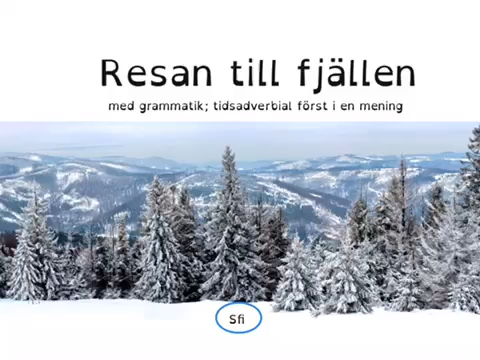 Resan till fjällen
med grammatik; tidsadverbial först i en mening
Sfi